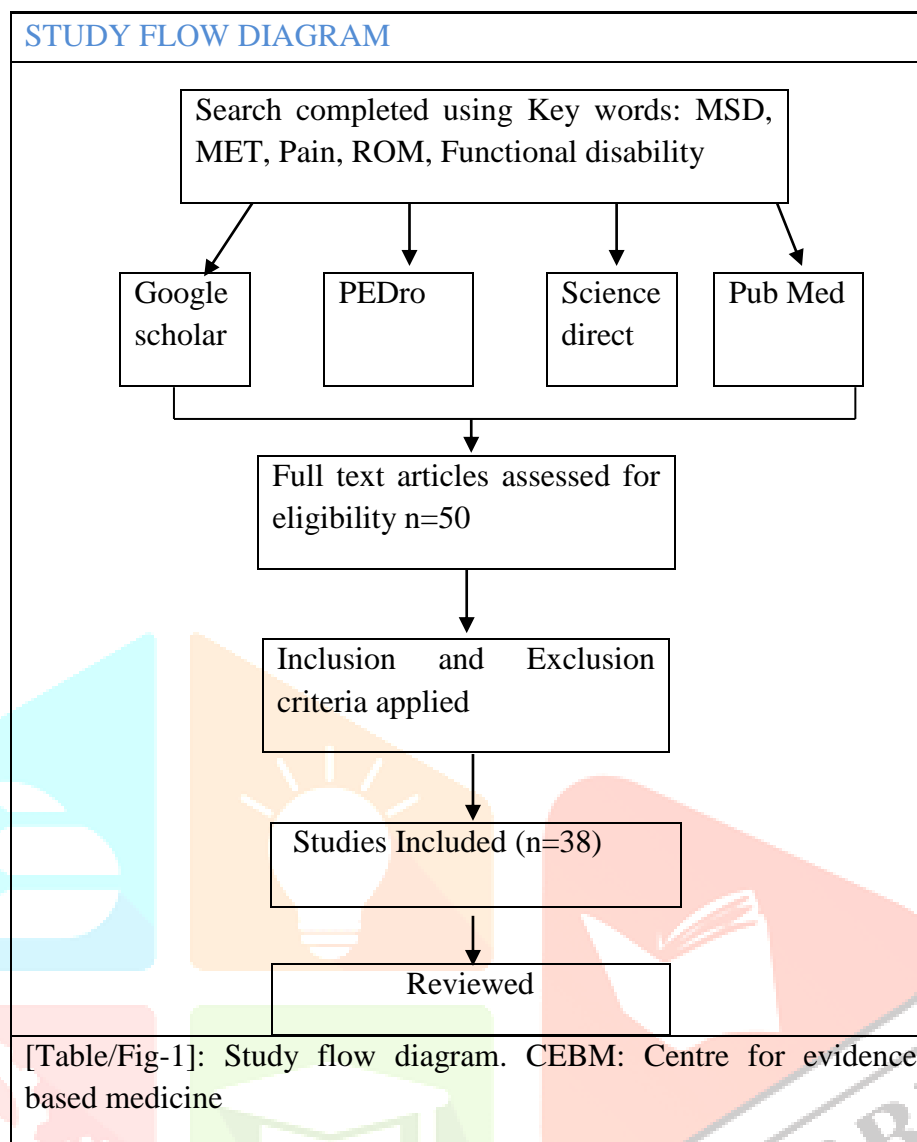 STUDY FLOW DIAGRAM
Search completed using Key words: MSD,
MET, Pain, ROM, Functional disability
Google
scholar
PEDro
Science
direct
Pub Med
Full text articles assessed for
eligibility n=50
Inclusion and Exclusion
criteria applied
Studies Included (n=38)
Reviewed
[Table/Fig-1]: Study flow diagram. CEBM: Centre for evidence
based medicine